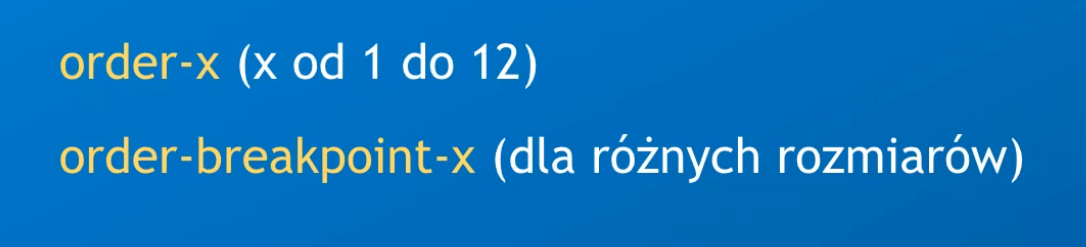 order-x (x od 1 do 12)
order-breakpoint-x (dla różnych rozmiarów)